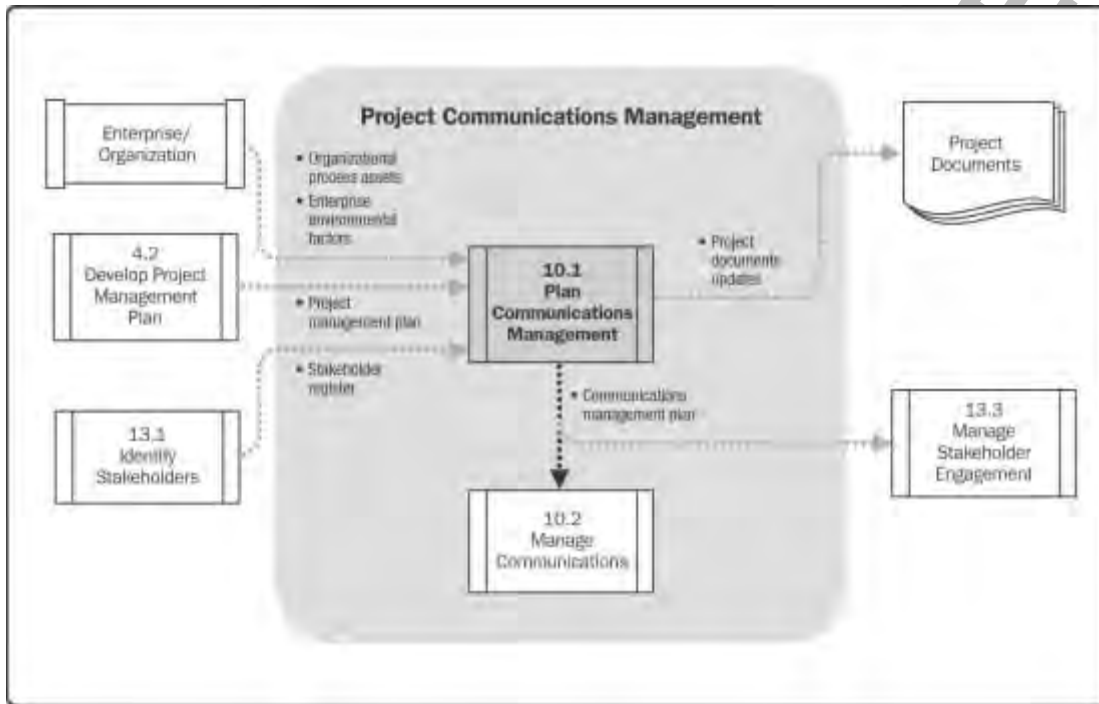 Project Communications Management
Enterprise/
Organization
• Organizational
process assets
• Enterprise
environmental
factors
Project
Documents
4.2
Develop Project
Management
Plan
• Project
management plan
10.1
Plan
Communications
Management
• Project
documents
updates
• Stakeholder
register
13.1
Identify
Stakeholders
• Communications
management plan
13.3
Manage
Stakeholder
Engagement
10.2
Manage
Communications